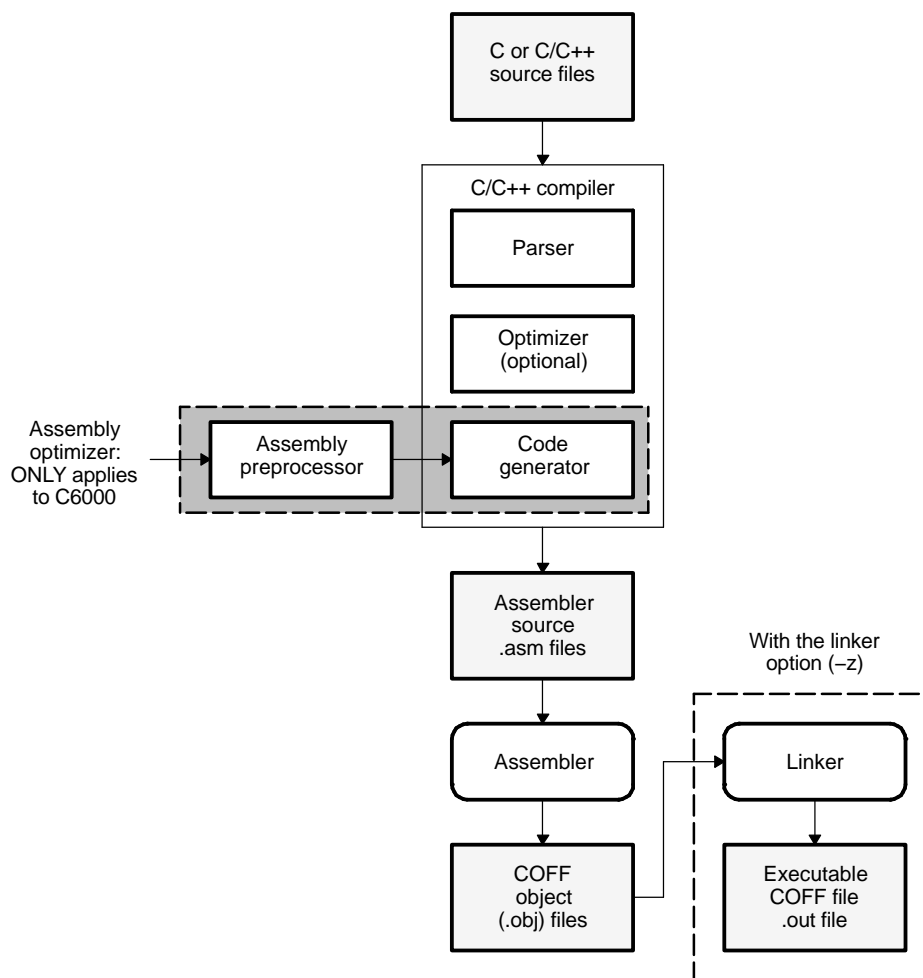 C or C/C++
source files
C/C++ compiler
Parser
Optimizer
(optional)
Assembly
optimizer:
ONLY applies
to C6000
Assembly
preprocessor
Code
generator
Assembler
source
.asm files
With the linker
option (–z)
Assembler
Linker
COFF
object
(.obj) files
Executable
COFF file
.out file